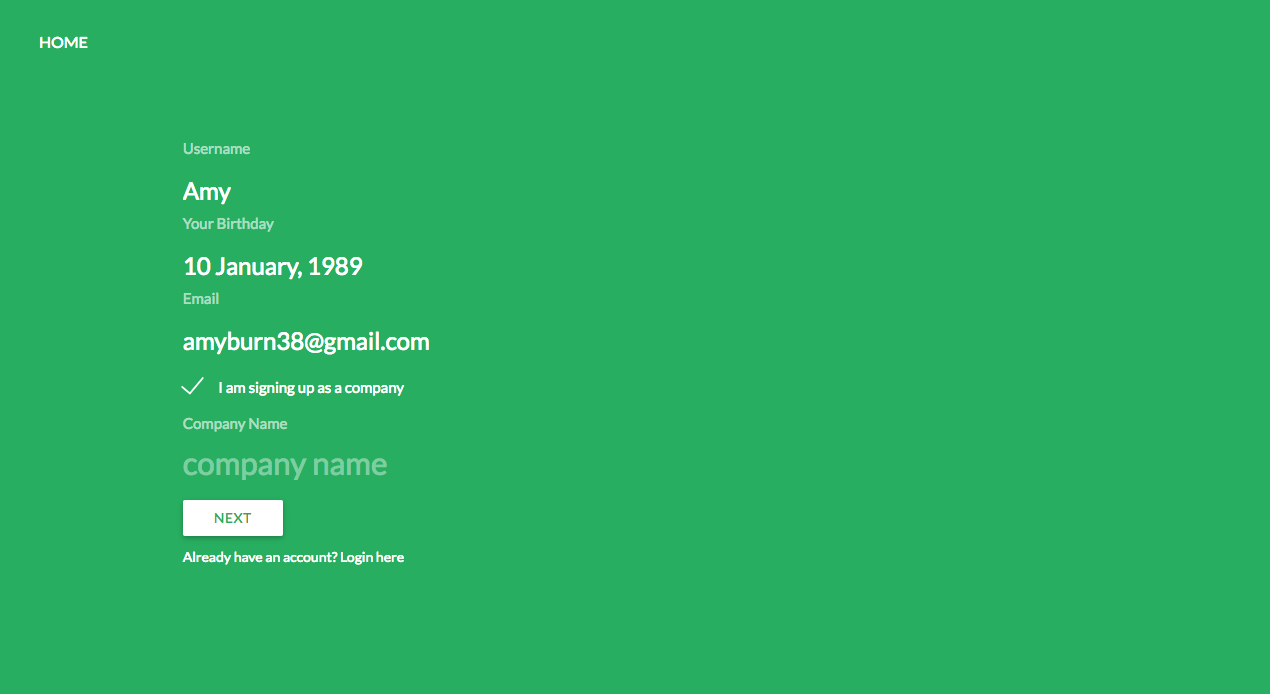 HOME
Username
Amy
Your Birthday
10 January, 1989
Email
amyburn38@gmail.com
I am signing up as a company
Company Name
company name
NEXT
Already have an account? Login here